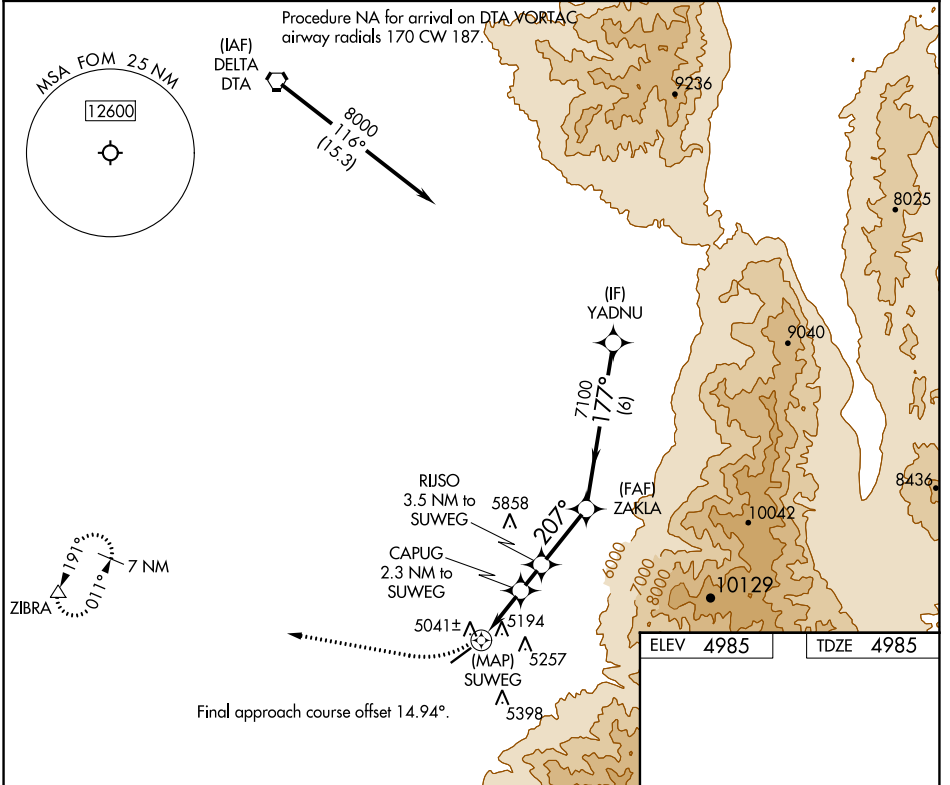 Procedure NA for arrival on DTA VORTAC
airway radials 170 CW 187.
(IAF)
DELTA
DTA
MSA FOM 25 NM
12600
8000
116°
(15.3)
9236
8025
(IF)
YADNU
9040
7100
177°
(6)
8436
RIJSO
3.5 NM to
SUWEG
5858
207°
(FAF)
ZAKLA
10042
CAPUG
2.3 NM to
SUWEG
6000
7000
8000
10129
191°
011°
7 NM
ZIBRA
5041±
5194
5257
(MAP)
SUWEG
5398
Final approach course offset 14.94°.
ELEV 4985
TDZE 4985